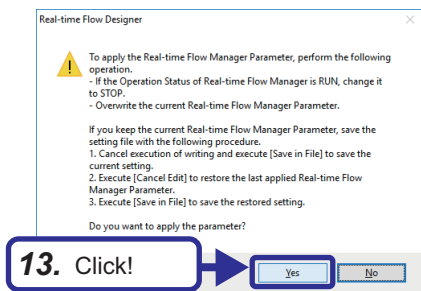 Real-time Flow Designer
To apply the Real-time Flow Manager Parameter, perform the following
operation.
- If the Operation Status of Real-time Flow Manager is RUN, change it
to STOP.
- Overwrite the current Real-time Flow Manager Parameter.
If you keep the current Real-time Flow Manager Parameter, save the
setting file with the following procedure.
1. Cancel execution of writing and execute [Save in File] to save the
current setting.
2. Execute [Cancel Edit] to restore the last applied Real-time Flow
Manager Parameter.
3. Execute [Save in File] to save the restored setting.
Do you want to apply the parameter?
13. Click!
Yes
No